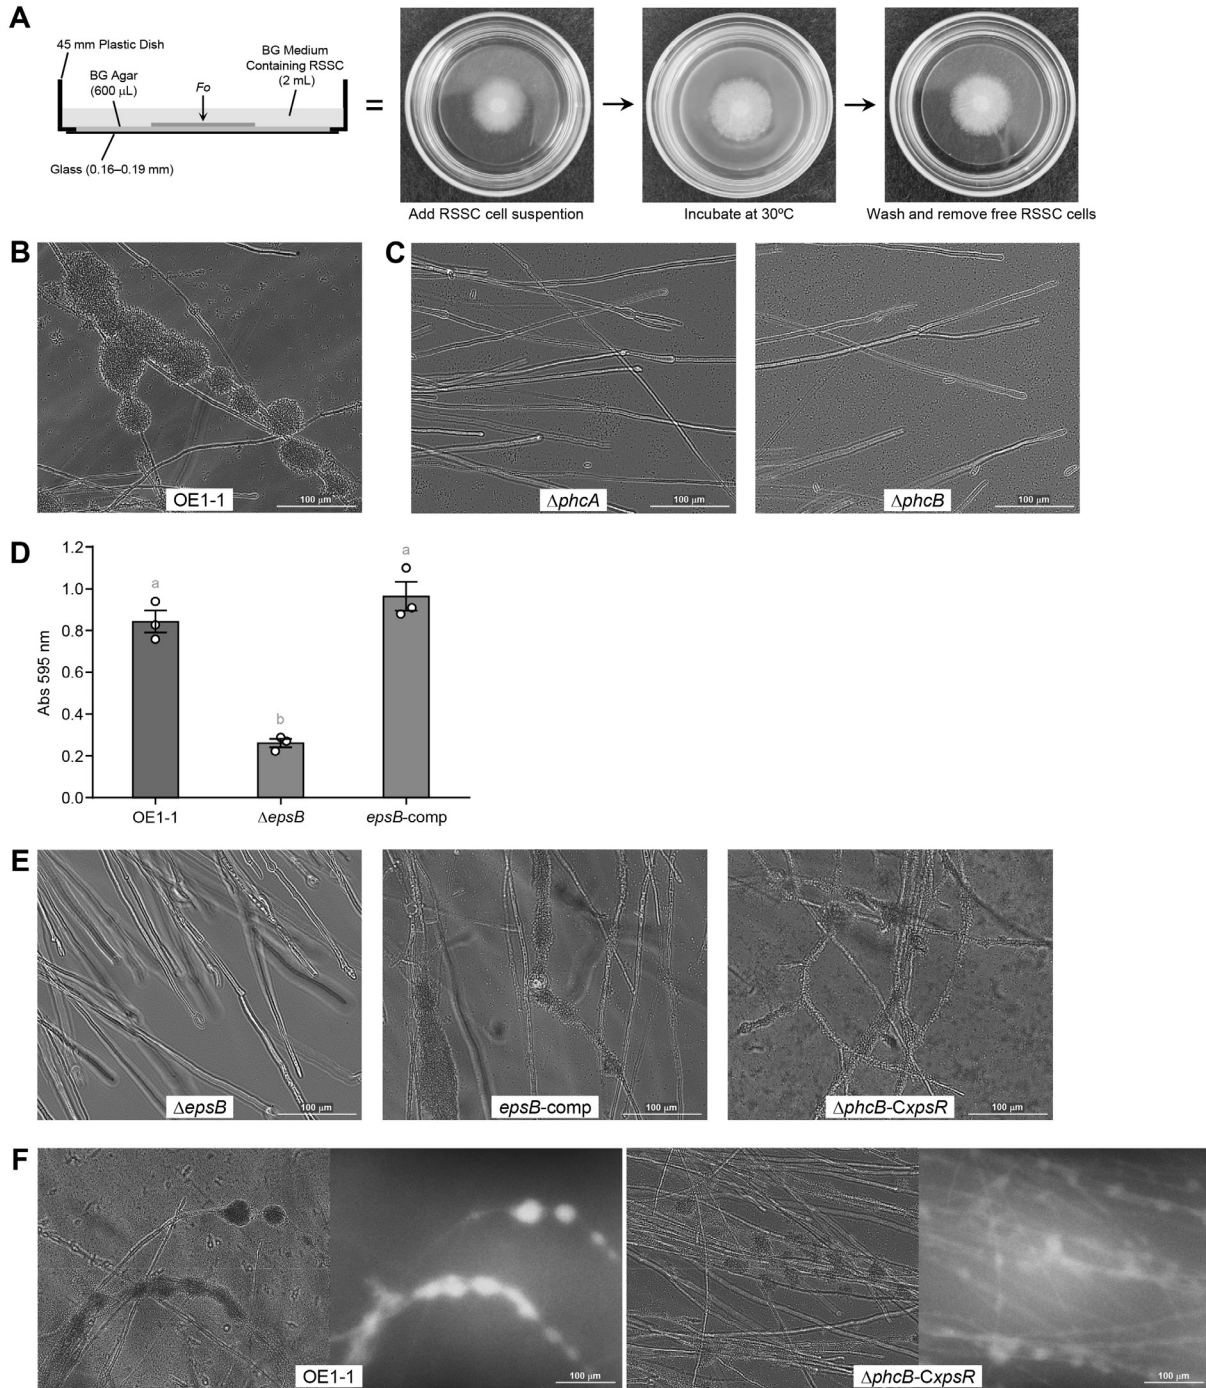 A
45 mm Plastic Dish
BG Agar
(600 μL)
Fo
BG Medium
Containing RSSC
(2 mL)
Glass (0.16–0.19 mm)
=
Add RSSC cell suspention
Incubate at 30ºC
Wash and remove free RSSC cells
B
OE1-1
100 μm
C
ΔphcA
100 μm
ΔphcB
100 μm
D
Abs 595 nm
1.2
1.0
0.8
0.6
0.4
0.2
0.0
a
b
a
OE1-1
ΔepsB
epsB-comp
E
ΔepsB
100 μm
epsB-comp
100 μm
ΔphcB-CxpsR
100 μm
F
OE1-1
100 μm
ΔphcB-CxpsR
100 μm